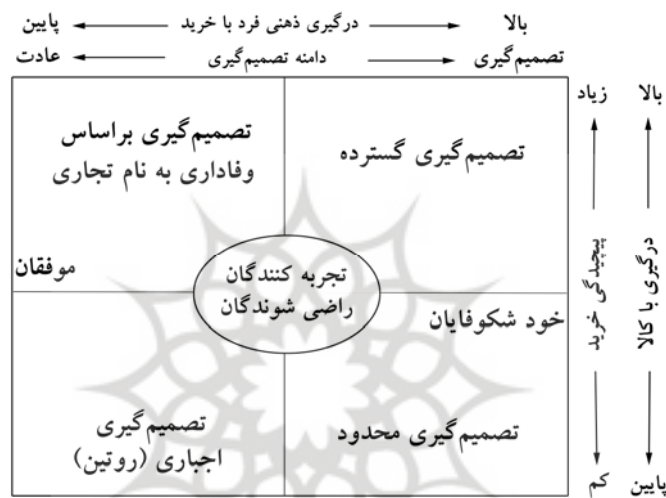 بالا درگیری ذهنی فرد با خرید پایین
تصمیم‌گیری دامنه تصمیم‌گیری عادت
بالا زیاد
تصمیم‌گیری گسترده
تصمیم‌گیری براساس
وفاداری به نام تجاری
درگیری با کالا
پیچیدگی خرید
تجربه کنندگان
راضی شوندگان
موفقان
خود شکوفایان
تصمیم‌گیری محدود
تصمیم‌گیری
اجباری (روتین)
پایین کم